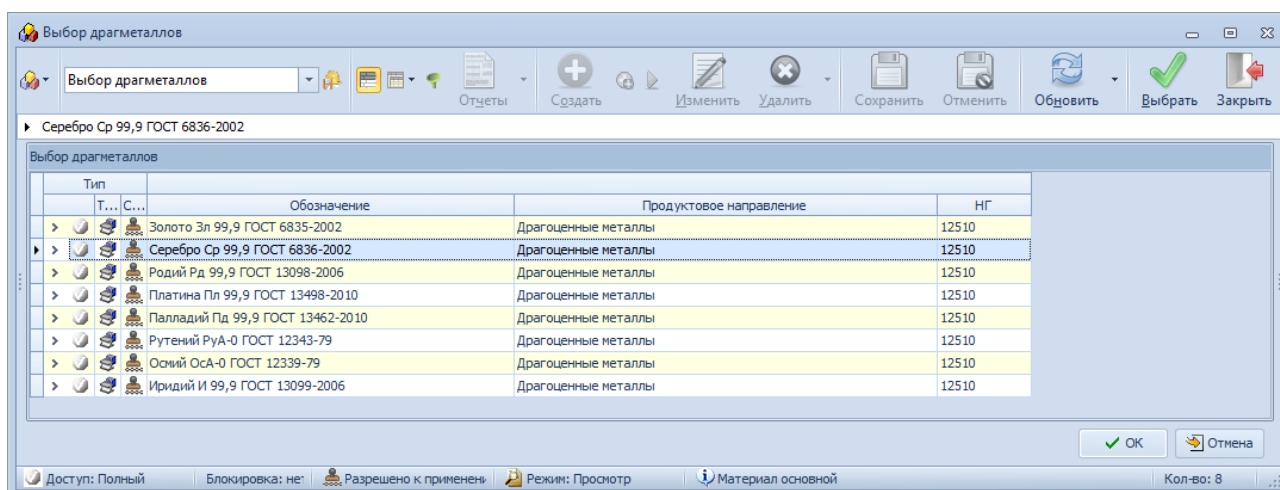 Выбор драгметаллов
Выбор драгметаллов
Отчеты
Создать
Изменить
Удалить
Сохранить
Отменить
Обновить
Выбрать
Закрыть
Серебро Ср 99,9 ГОСТ 6836-2002
Выбор драгметаллов
Тип
Т... С... Обозначение Продуктовое направление НГ
Золото Зл 99,9 ГОСТ 6835-2002 Драгоценные металлы 12510
Серебро Ср 99,9 ГОСТ 6836-2002 Драгоценные металлы 12510
Родий Рд 99,9 ГОСТ 13098-2006 Драгоценные металлы 12510
Платина Пл 99,9 ГОСТ 13498-2010 Драгоценные металлы 12510
Палладий Пд 99,9 ГОСТ 13462-2010 Драгоценные металлы 12510
Рутений РуА-0 ГОСТ 12343-79 Драгоценные металлы 12510
Осмий ОсА-0 ГОСТ 12339-79 Драгоценные металлы 12510
Иридий И 99,9 ГОСТ 13099-2006 Драгоценные металлы 12510
ОК Отмена
Доступ: Полный Блокировка: нет Разрешено к применени Режим: Просмотр Материал основной Кол-во: 8